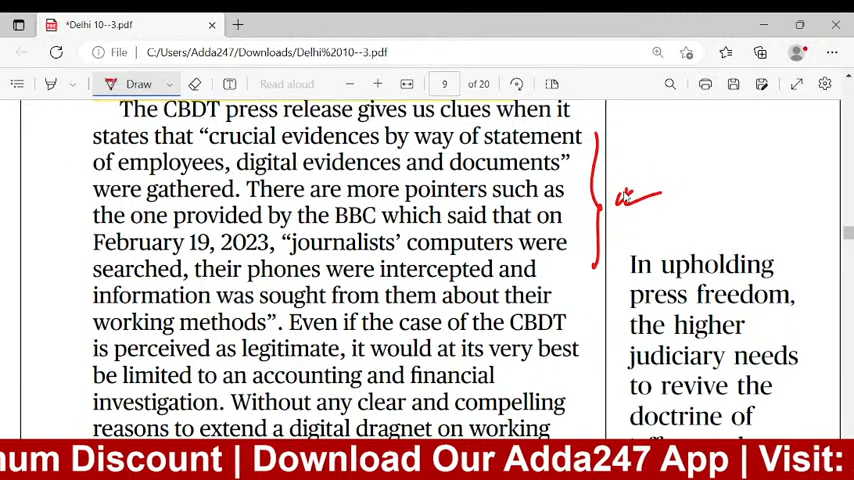 *Delhi 10--3.pdf
File
C:/Users/Adda247/Downloads/Delhi%2010--3.pdf
Draw
Read aloud
9
of 20
The CBDT press release gives us clues when it
states that “crucial evidences by way of statement
of employees, digital evidences and documents”
were gathered. There are more pointers such as
the one provided by the BBC which said that on
February 19, 2023, “journalists’ computers were
searched, their phones were intercepted and
information was sought from them about their
working methods”. Even if the case of the CBDT
is perceived as legitimate, it would at its very best
be limited to an accounting and financial
investigation. Without any clear and compelling
reasons to extend a digital dragnet on working
In upholding
press freedom,
the higher
judiciary needs
to revive the
doctrine of
num Discount | Download Our Adda247 App | Visit: